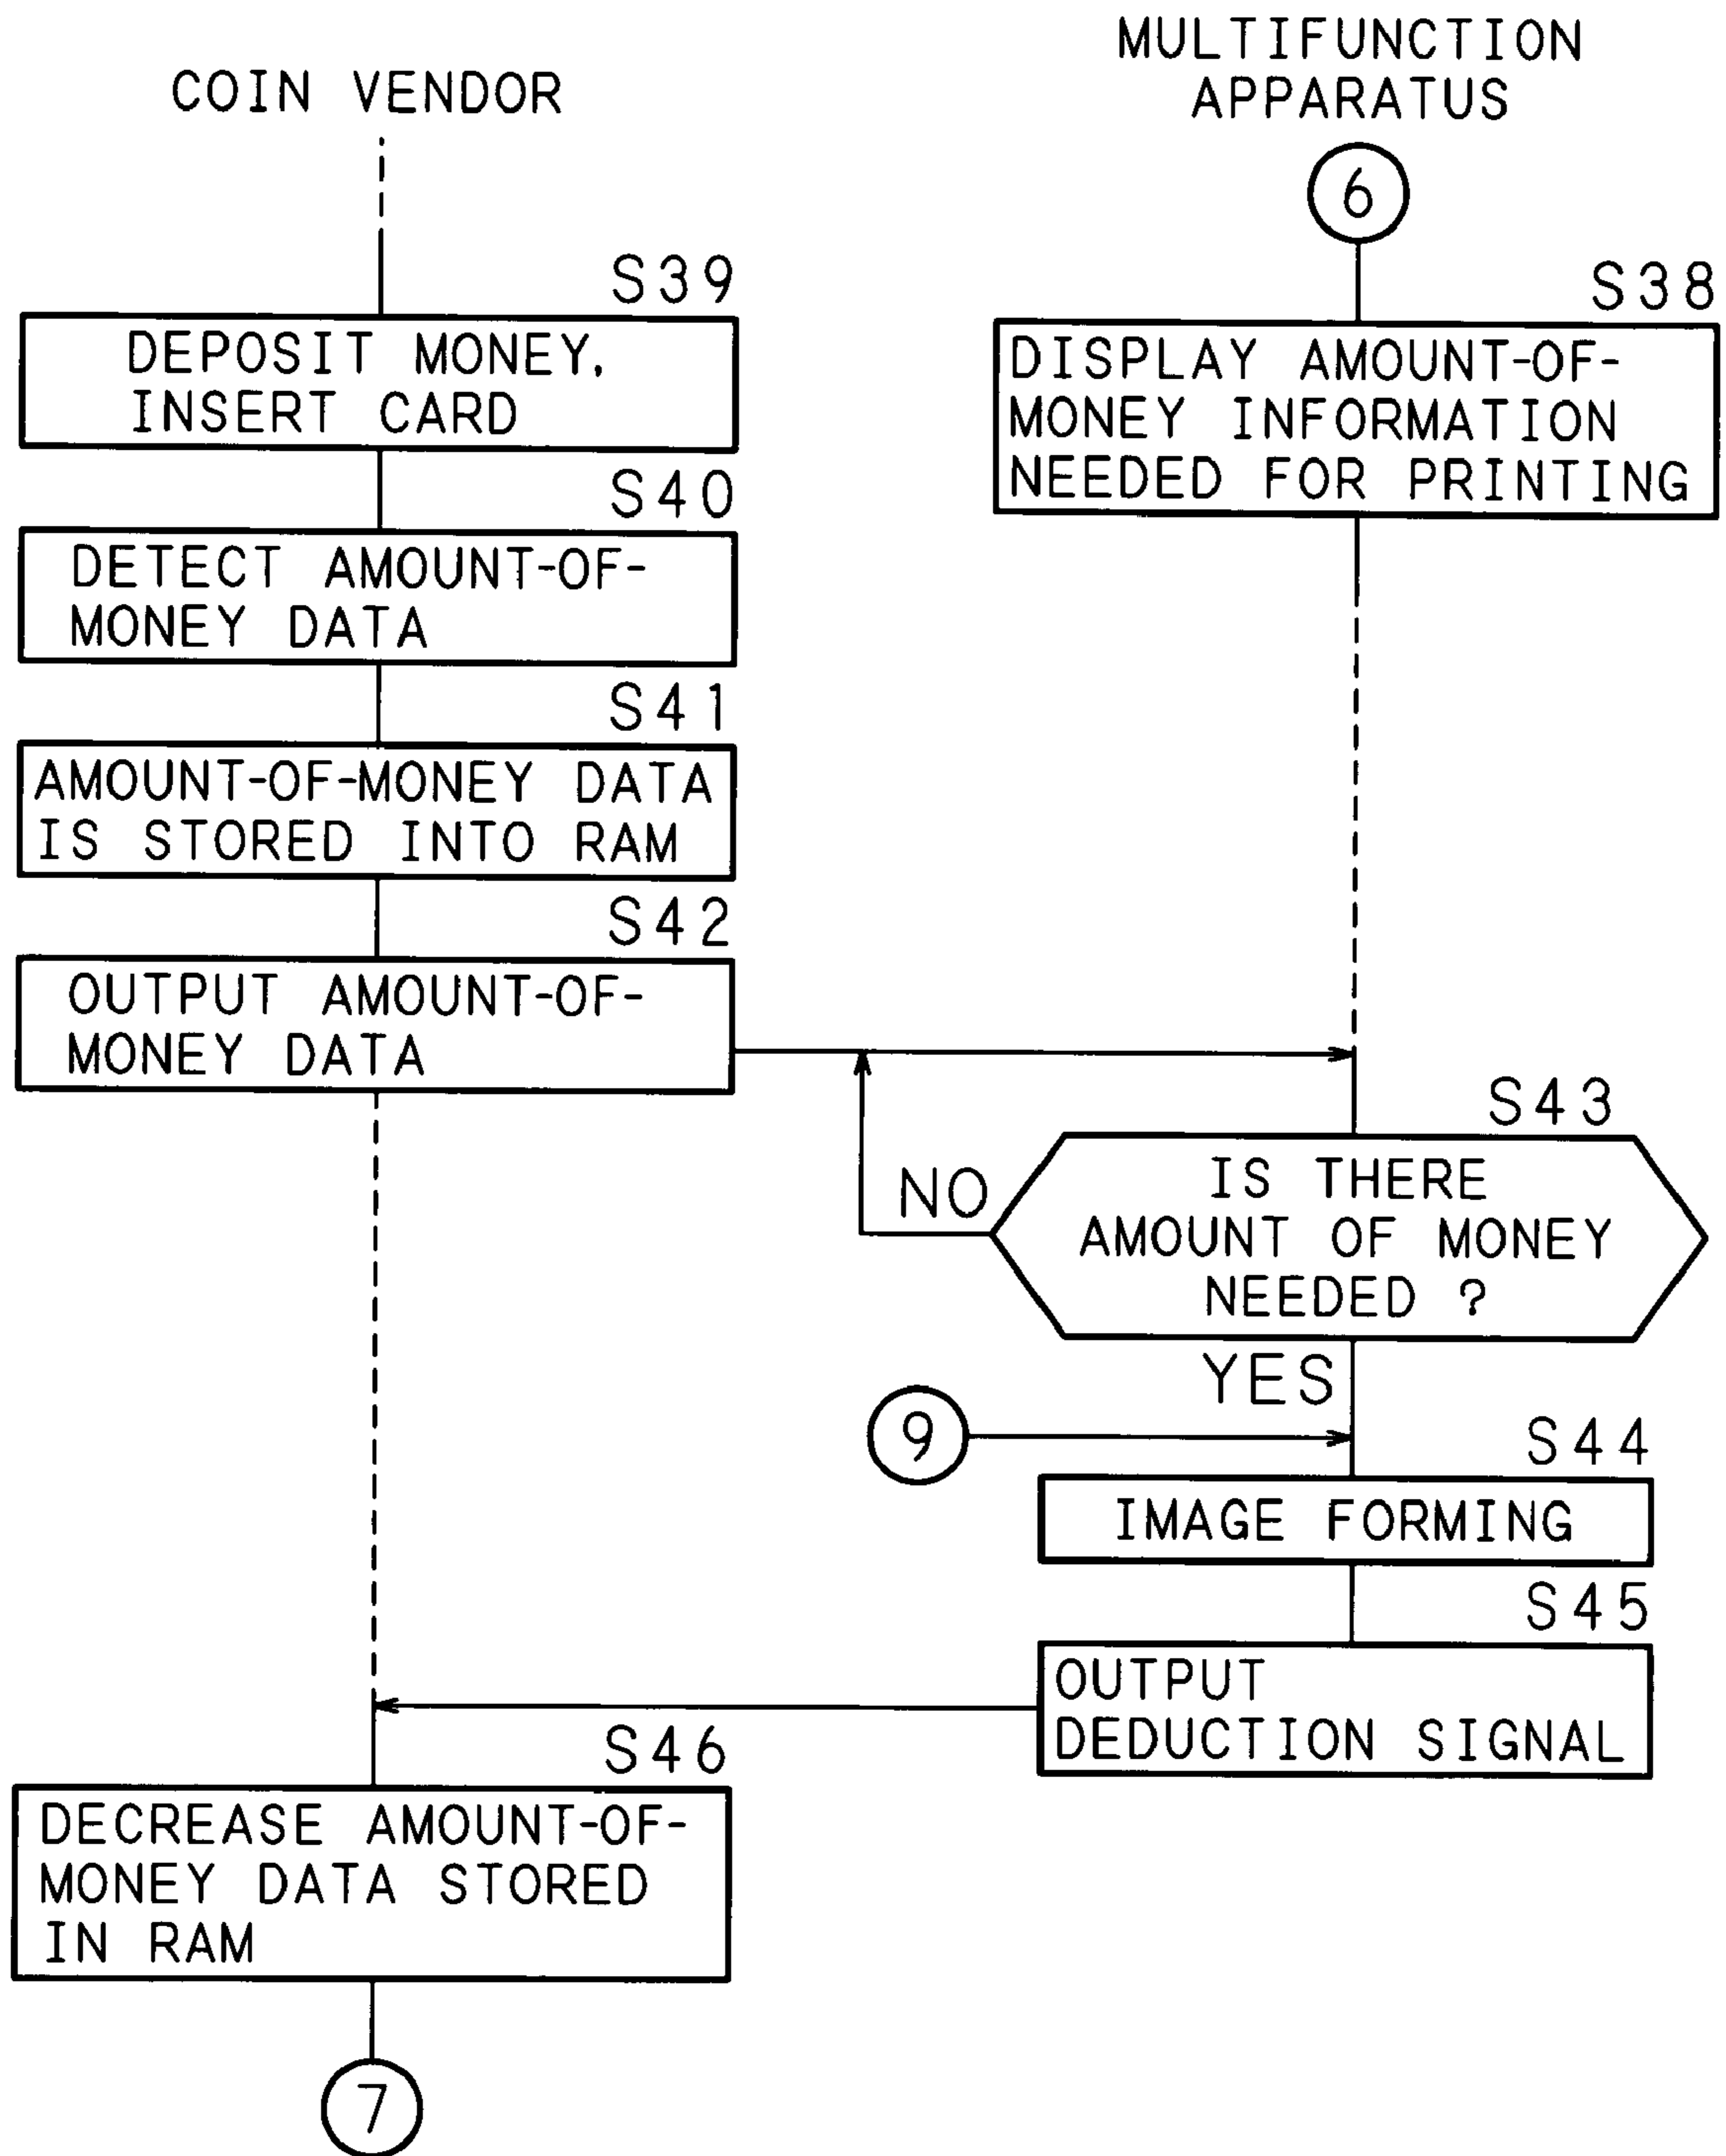 COIN VENDOR
MULTIFUNCTION
APPARATUS
6
S39
DEPOSIT MONEY,
INSERT CARD
S38
DISPLAY AMOUNT-OF-
MONEY INFORMATION
NEEDED FOR PRINTING
S40
DETECT AMOUNT-OF-
MONEY DATA
S41
AMOUNT-OF-MONEY DATA
IS STORED INTO RAM
S42
OUTPUT AMOUNT-OF-
MONEY DATA
S43
IS THERE
AMOUNT OF MONEY
NEEDED ?
NO
YES
9
S44
IMAGE FORMING
S45
OUTPUT
DEDUCTION SIGNAL
S46
DECREASE AMOUNT-OF-
MONEY DATA STORED
IN RAM
7